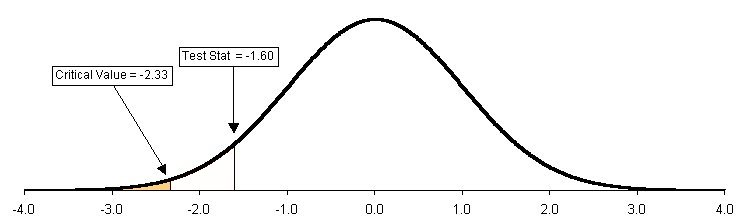 Test Stat = -1.60
Critical Value = -2.33
-4.0 -3.0 -2.0 -1.0 0.0 1.0 2.0 3.0 4.0